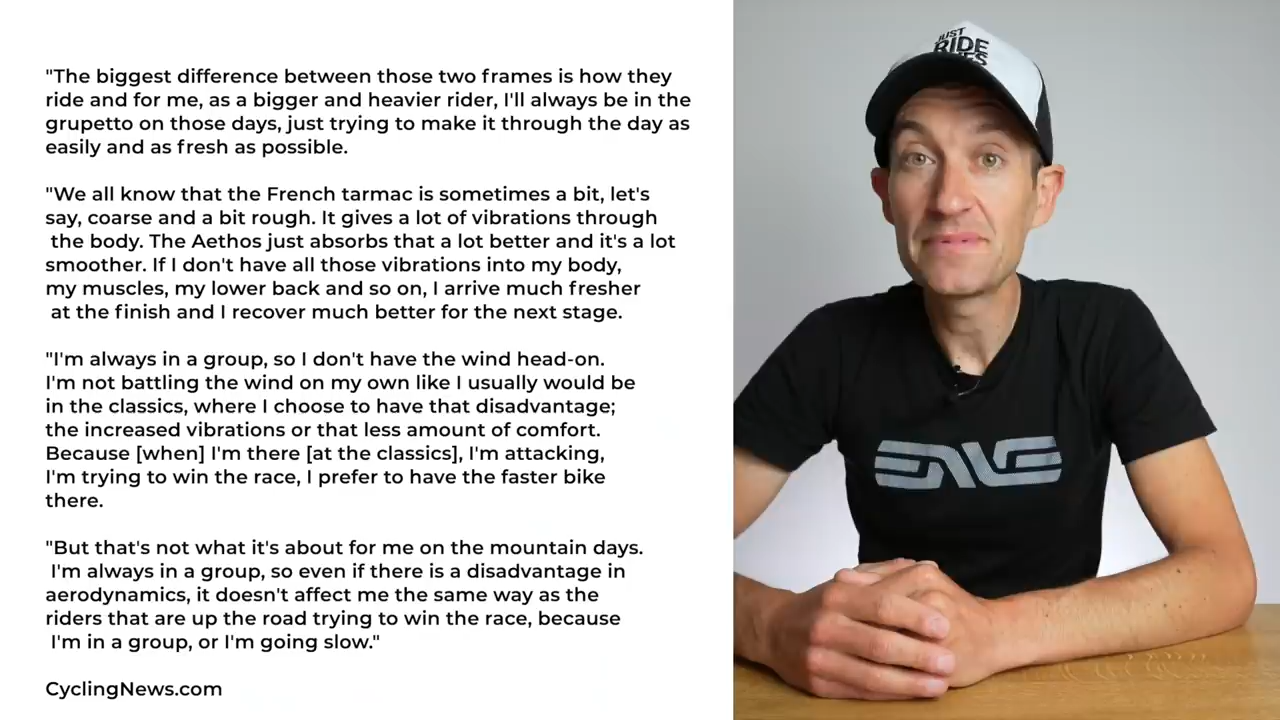 "The biggest difference between those two frames is how they
ride and for me, as a bigger and heavier rider, I'll always be in the
grupetto on those days, just trying to make it through the day as
easily and as fresh as possible.
"We all know that the French tarmac is sometimes a bit, let's
say, coarse and a bit rough. It gives a lot of vibrations through
the body. The Aethos just absorbs that a lot better and it's a lot
smoother. If I don't have all those vibrations into my body,
my muscles, my lower back and so on, I arrive much fresher
at the finish and I recover much better for the next stage.
"I'm always in a group, so I don't have the wind head-on.
I'm not battling the wind on my own like I usually would be
in the classics, where I choose to have that disadvantage;
the increased vibrations or that less amount of comfort.
Because [when] I'm there [at the classics], I'm attacking,
I'm trying to win the race, I prefer to have the faster bike
there.
"But that's not what it's about for me on the mountain days.
I'm always in a group, so even if there is a disadvantage in
aerodynamics, it doesn't affect me the same way as the
riders that are up the road trying to win the race, because
I'm in a group, or I'm going slow."
CyclingNews.com
JUST
RIDE
ENVE